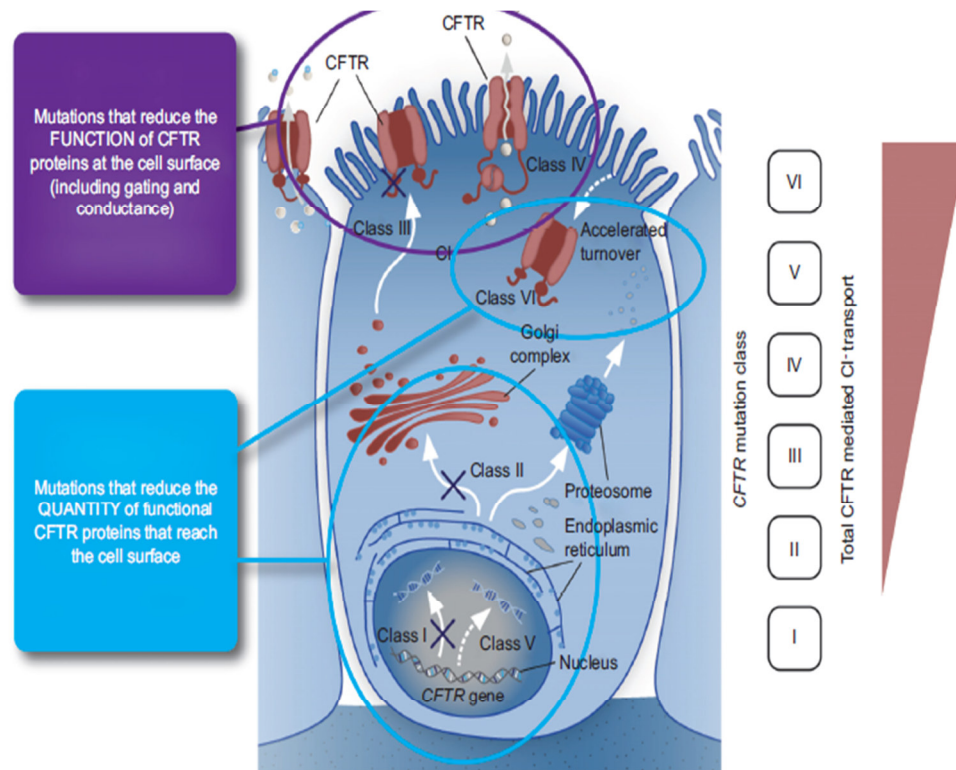 Mutations that reduce the
FUNCTION of CFTR
proteins at the cell surface
(including gating and
conductance)
Mutations that reduce the
QUANTITY of functional
CFTR proteins that reach
the cell surface
CFTR
CFTR
Class IV
Class III
Cl-
Accelerated
turnover
Class VI
Golgi
complex
Class II
Proteosome
Endoplasmic
reticulum
Class I
Class V
Nucleus
CFTR gene
CFTR mutation class
VI
V
IV
III
II
I
Total CFTR mediated Cl- transport